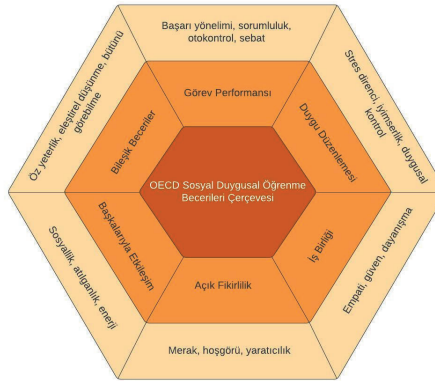 Başarı yönelimi, sorumluluk,
otokontrol, sebat
Görev Performansı
Stres direnci, iyimserlik, duygusal
kontrol
Duygu Düzenlemesi
Empati, güven, dayanışma
İş Birliği
Merak, hoşgörü, yaratıcılık
Açık Fikirlilik
Sosyallik, atılganlık, enerji
Başkalarıyla Etkileşim
Öz yeterlik, eleştirel düşünme, bütünü
görebilme
Bileşik Beceriler
OECD Sosyal Duygusal Öğrenme
Becerileri Çerçevesi